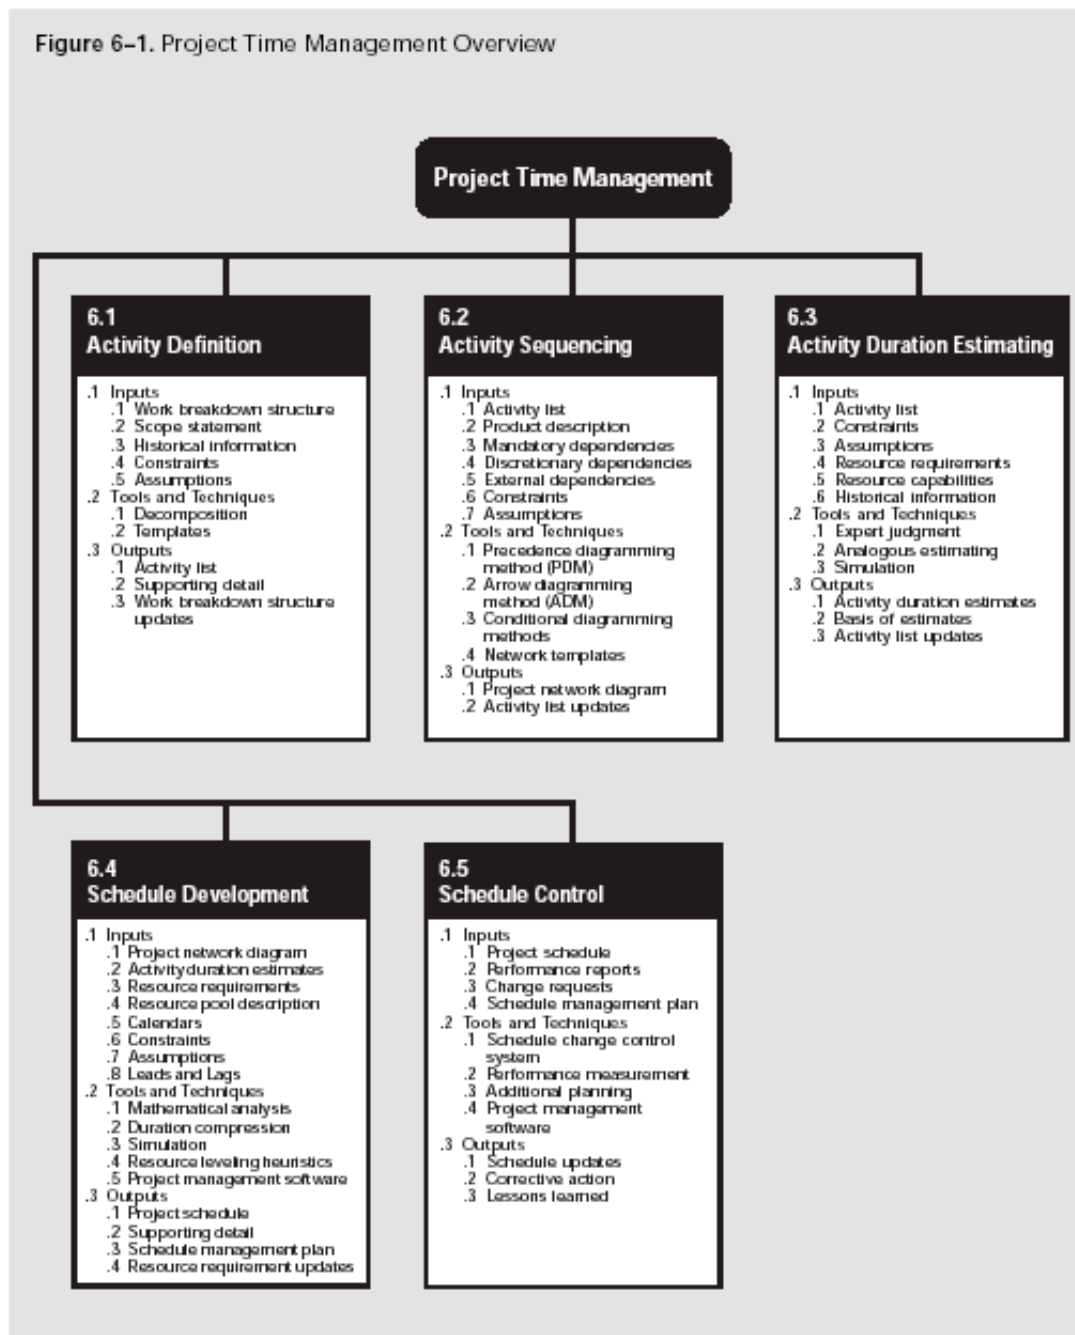 Figure 6–1. Project Time Management Overview
Project Time Management
6.1
Activity Definition
.1 Inputs
.1 Work breakdown structure
.2 Scope statement
.3 Historical information
.4 Constraints
.5 Assumptions
.2 Tools and Techniques
.1 Decomposition
.2 Templates
.3 Outputs
.1 Activity list
.2 Supporting detail
.3 Work breakdown structure
updates
6.2
Activity Sequencing
.1 Inputs
.1 Activity list
.2 Product description
.3 Mandatory dependencies
.4 Discretionary dependencies
.5 External dependencies
.6 Constraints
.7 Assumptions
.2 Tools and Techniques
.1 Precedence diagramming
method (PDM)
.2 Arrow diagramming
method (ADM)
.3 Conditional diagramming
methods
.4 Network templates
.3 Outputs
.1 Project network diagram
.2 Activity list updates
6.3
Activity Duration Estimating
.1 Inputs
.1 Activity list
.2 Constraints
.3 Assumptions
.4 Resource requirements
.5 Resource capabilities
.6 Historical information
.2 Tools and Techniques
.1 Expert judgment
.2 Analogous estimating
.3 Simulation
.3 Outputs
.1 Activity duration estimates
.2 Basis of estimates
.3 Activity list updates
6.4
Schedule Development
.1 Inputs
.1 Project network diagram
.2 Activity duration estimates
.3 Resource requirements
.4 Resource pool description
.5 Calendars
.6 Constraints
.7 Assumptions
.8 Leads and Lags
.2 Tools and Techniques
.1 Mathematical analysis
.2 Duration compression
.3 Simulation
.4 Resource leveling heuristics
.5 Project management software
.3 Outputs
.1 Project schedule
.2 Supporting detail
.3 Schedule management plan
.4 Resource requirement updates
6.5
Schedule Control
.1 Inputs
.1 Project schedule
.2 Performance reports
.3 Change requests
.4 Schedule management plan
.2 Tools and Techniques
.1 Schedule change control
system
.2 Performance measurement
.3 Additional planning
.4 Project management
software
.3 Outputs
.1 Schedule updates
.2 Corrective action
.3 Lessons learned